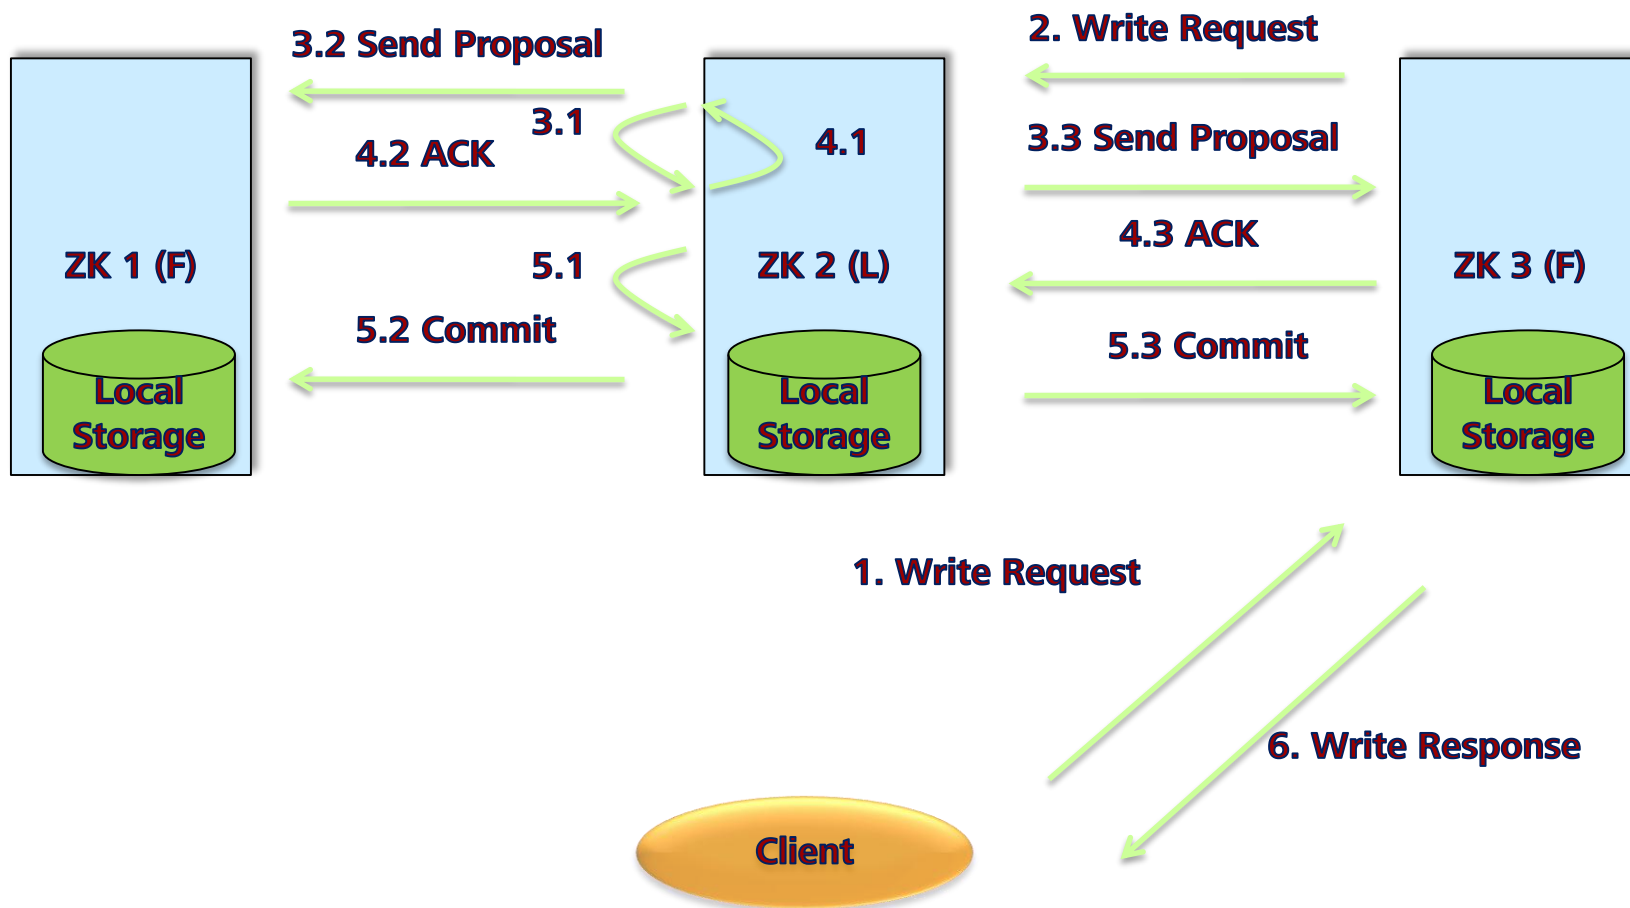 2. Write Request
3.2 Send Proposal
3.1
4.1
3.3 Send Proposal
4.2 ACK
4.3 ACK
ZK 1 (F)
5.1
ZK 2 (L)
ZK 3 (F)
5.2 Commit
5.3 Commit
Local
Storage
Local
Storage
Local
Storage
1. Write Request
6. Write Response
Client